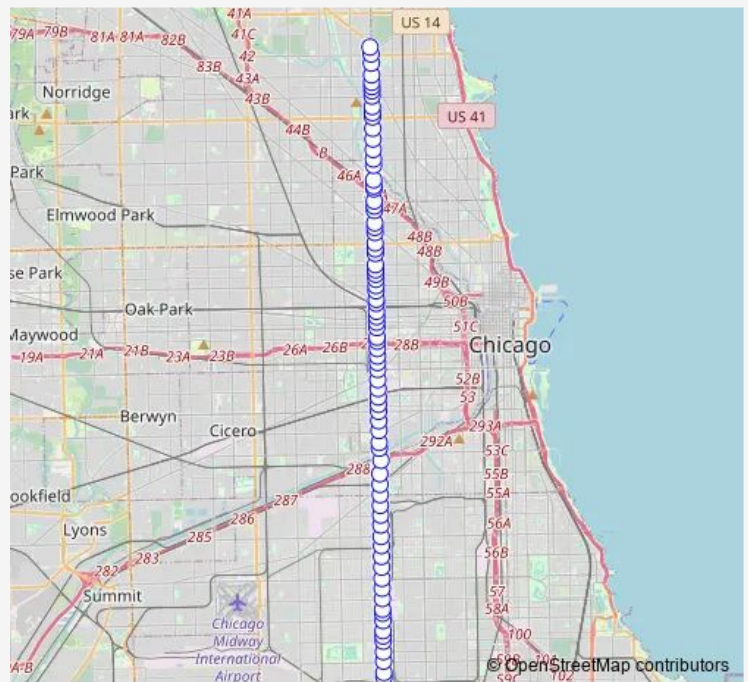 41A
US 14
79A
79B
81A
81A
82B
41C
42
83B
43A
Norridge
43B
ark
US 41
44B
B
Park
46A
47A
Elmwood Park
48B
48B
se Park
49B
50B
Oak Park
Maywood
51C
19A
21A
21B
23A
23B
26A
26B
28B
Chicago
52B
53
Berwyn
Cicero
293A
292A
53C
288
55B
ookfield
287
55A
286
56A
Lyons
285
56B
283
282
Summit
57
58A
Chicago
Midway
International
Airport
100
A-B
© OpenStreetMap contributors
102